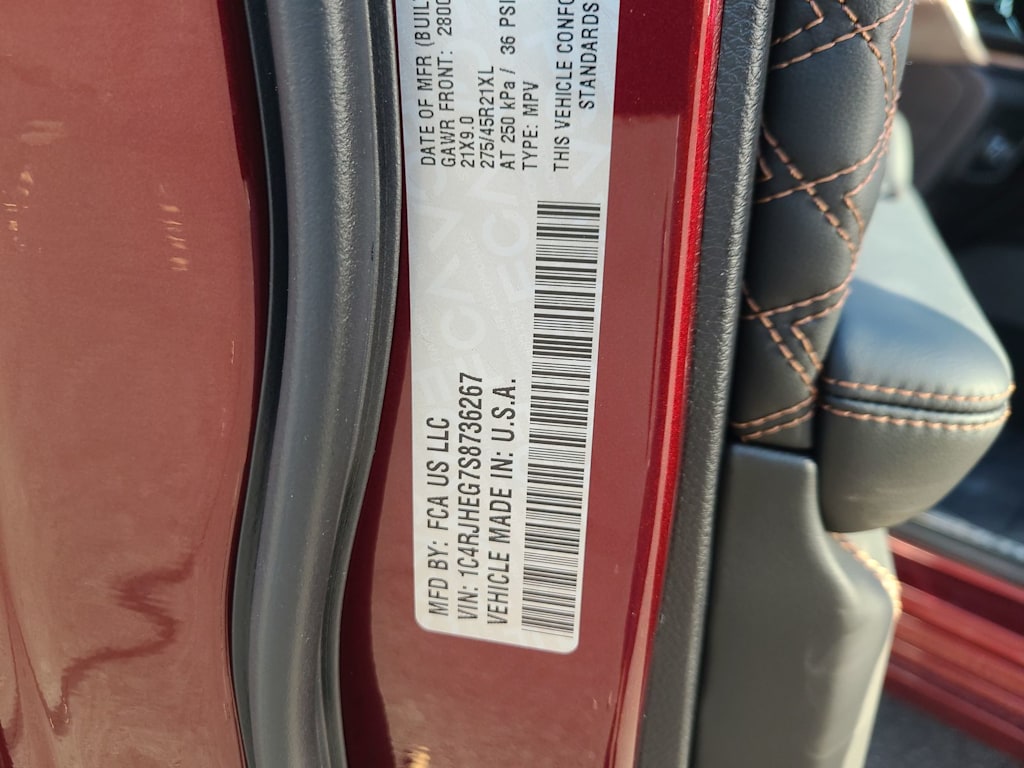 MFD BY: FCA US LLC
VIN: 1C4RJHEG7S8736267
VEHICLE MADE IN: U.S.A.
DATE OF MFR (BUILT
GAWR FRONT: 2800
21X9.0
275/45R21XL
AT 250 kPa / 36 PSI
TYPE: MPV
THIS VEHICLE CONFO
STANDARDS